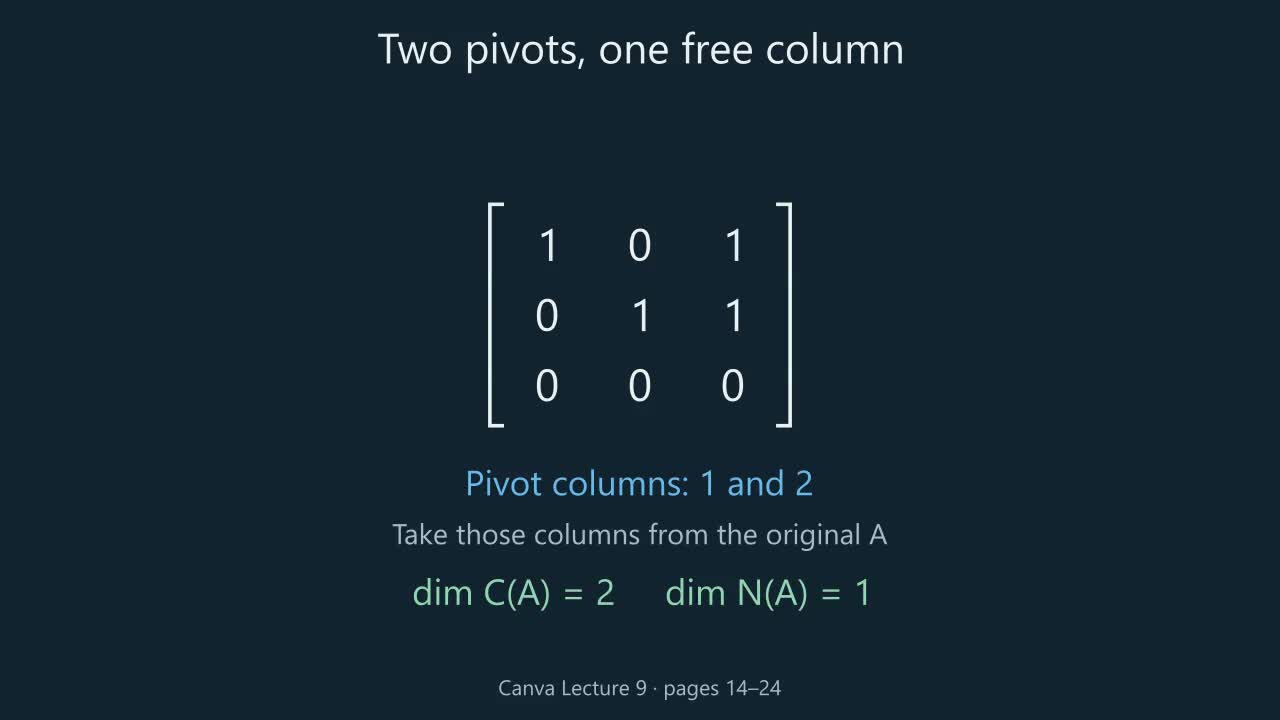 Two pivots, one free column
1 0 1
0 1 1
0 0 0
Pivot columns: 1 and 2
Take those columns from the original A
dim C(A) = 2 dim N(A) = 1
Canva Lecture 9 · pages 14–24